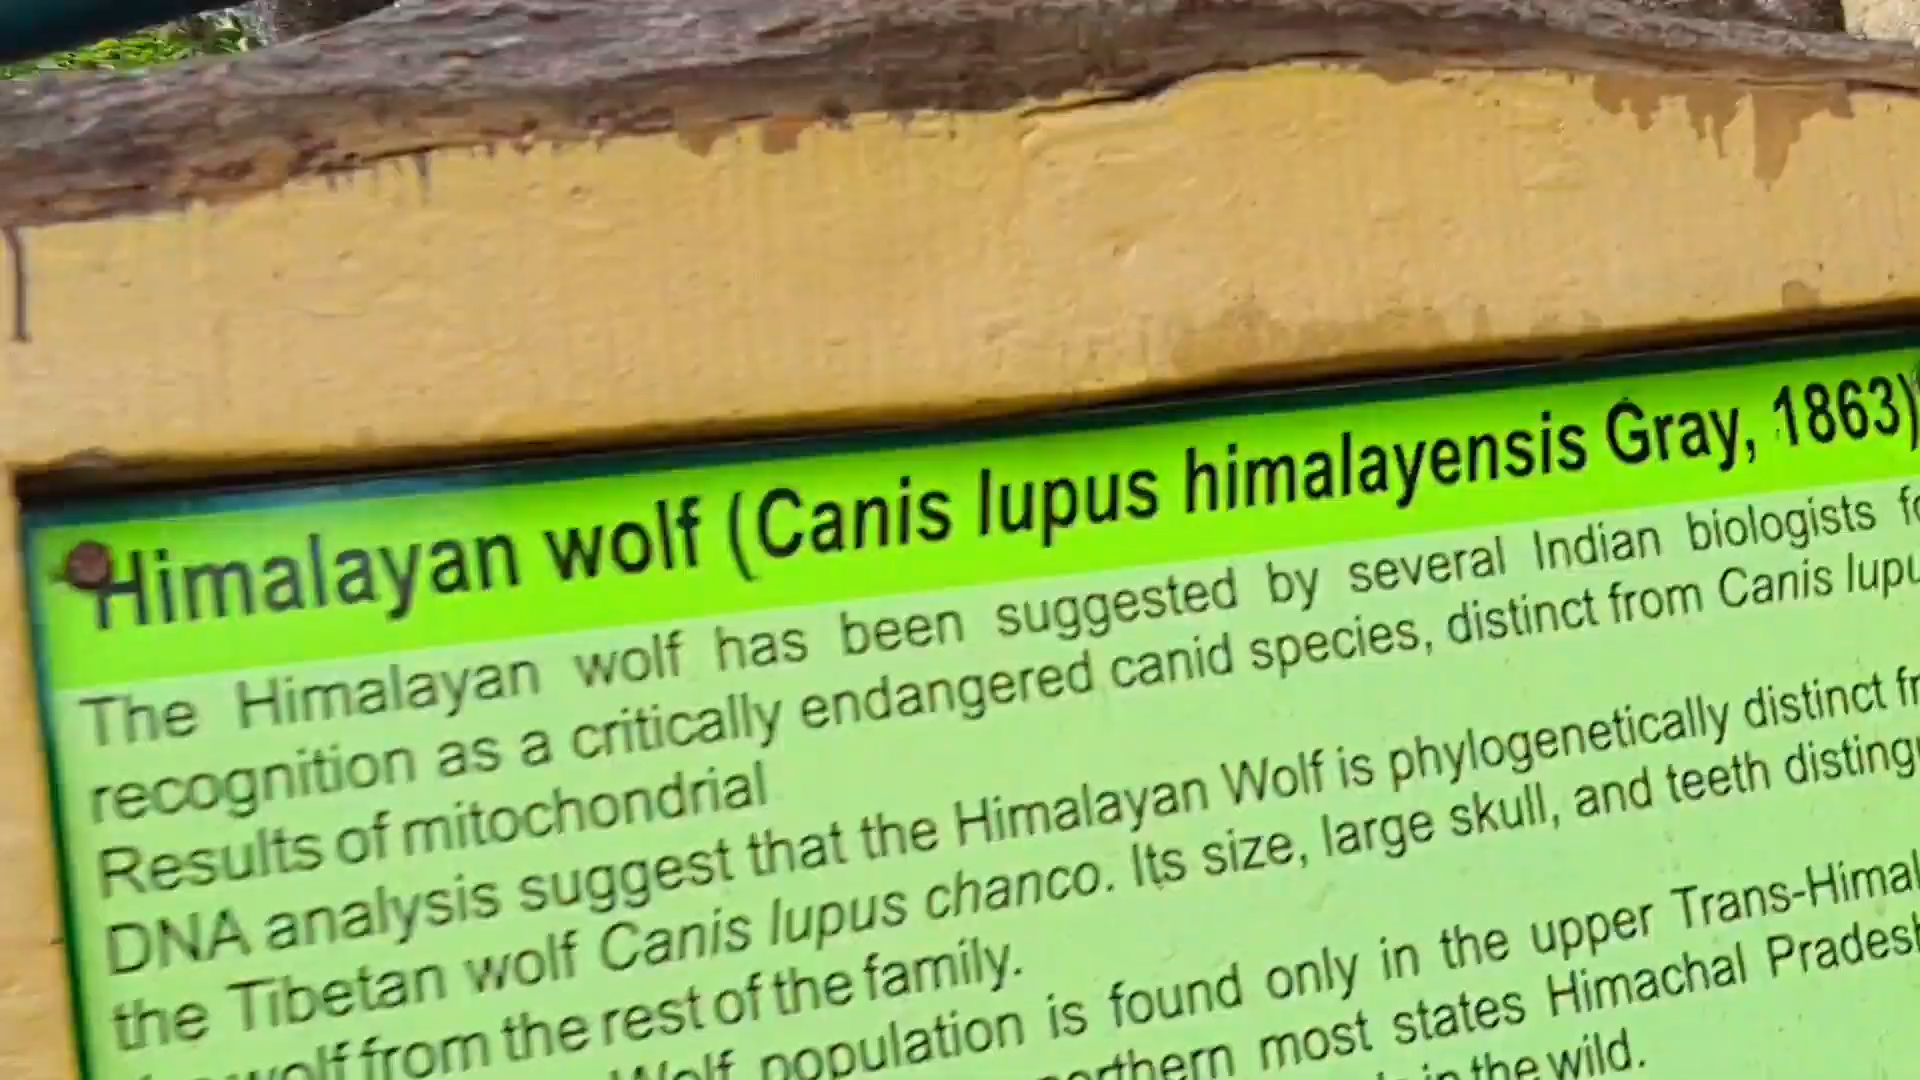 Himalayan wolf (Canis lupus himalayensis Gray, 1863)
The Himalayan wolf has been suggested by several Indian biologists
recognition as a critically endangered canid species, distinct from Canis
Results of mitochondrial
DNA analysis suggest that the Himalayan Wolf is phylogenetically distinct
the Tibetan wolf Canis lupus chanco. Its size, large skull, and teeth
wolf from the rest of the family.
Wolf population is found only in the upper
most states Himachal
in the wild.